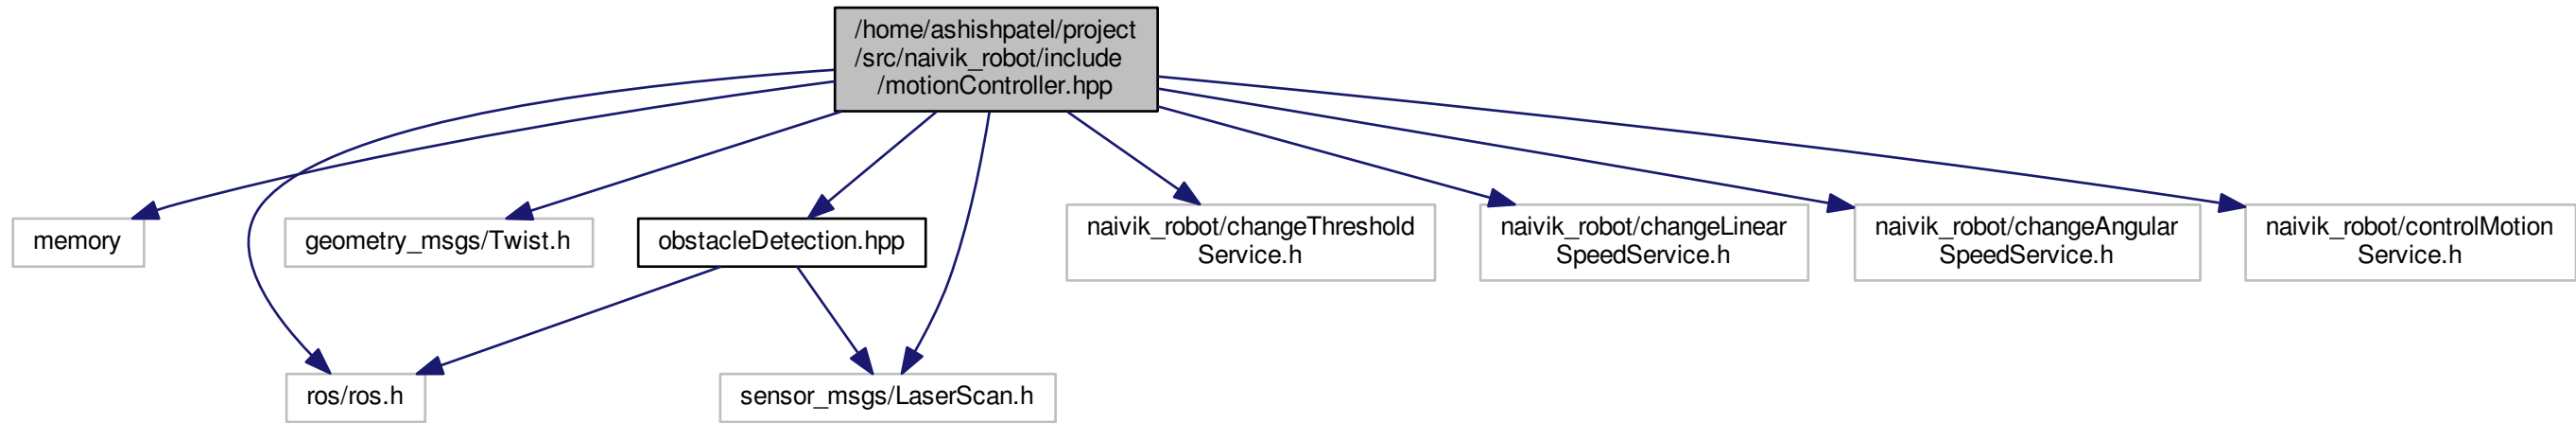 /home/ashishpatel/project
/src/naivik_robot/include
/motionController.hpp
memory
geometry_msgs/Twist.h
obstacleDetection.hpp
naivik_robot/changeThreshold
Service.h
naivik_robot/changeLinear
SpeedService.h
naivik_robot/changeAngular
SpeedService.h
naivik_robot/controlMotion
Service.h
ros/ros.h
sensor_msgs/LaserScan.h